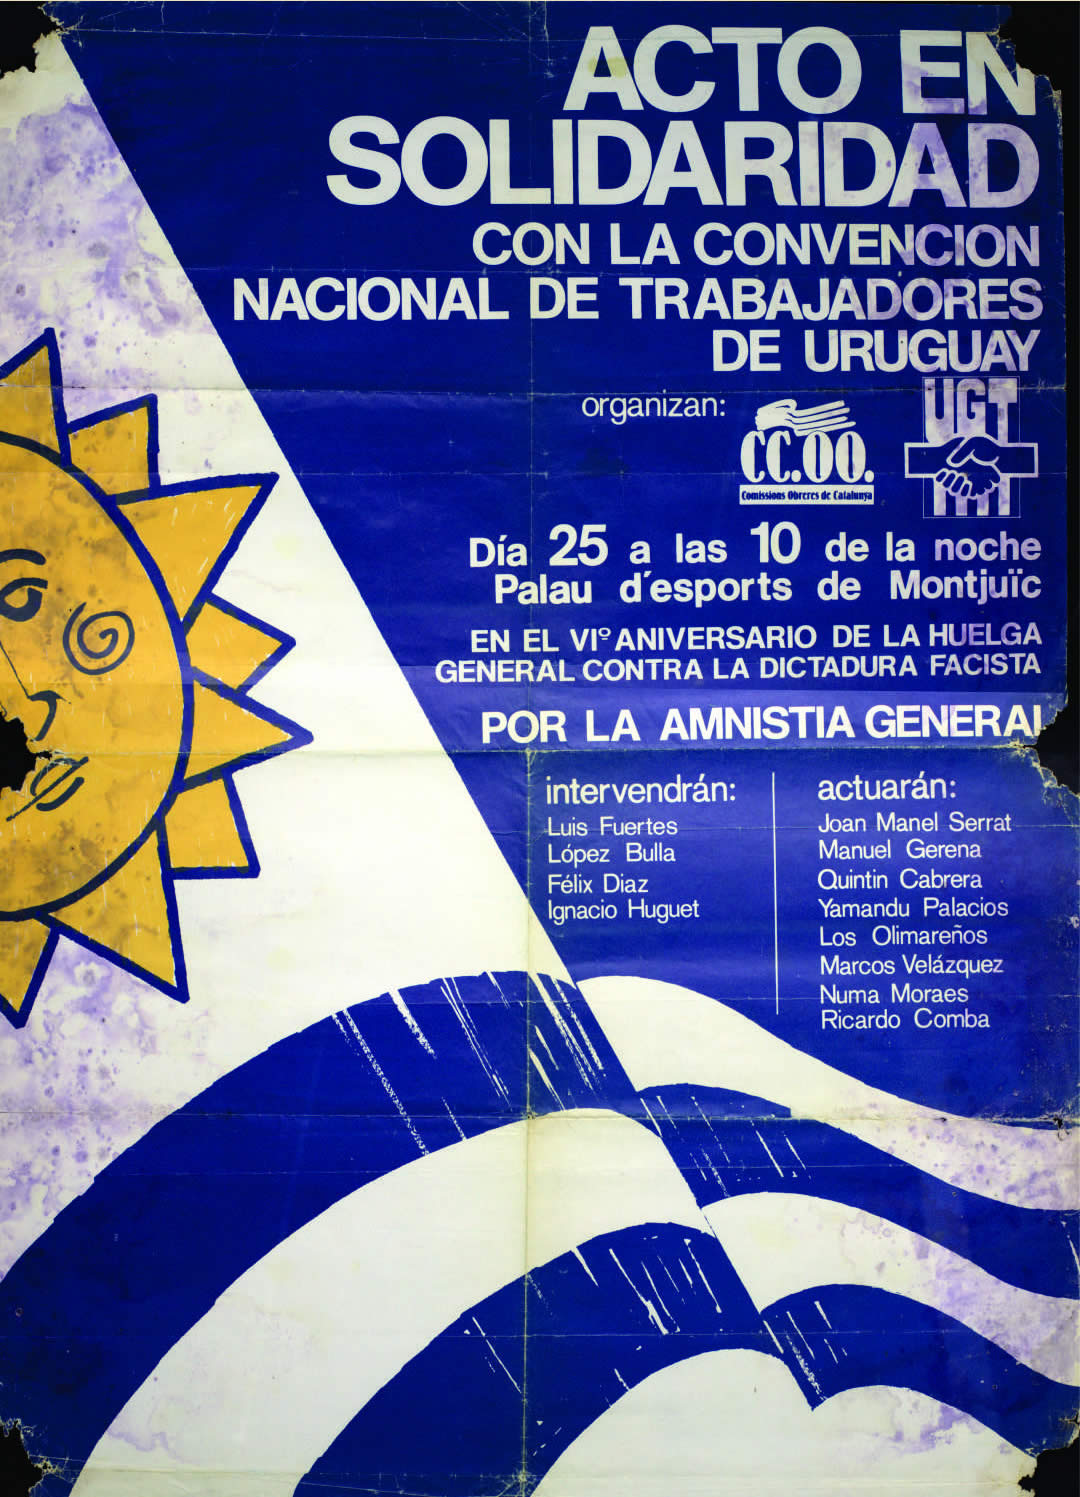 ACTO EN
SOLIDARIDAD
CON LA CONVENCION
NACIONAL DE TRABAJADORES
DE URUGUAY
organizan:
CC.OO.
Comissions Obreres de Catalunya
UGT
Día 25 a las 10 de la noche
Palau d'esports de Montjuïc
EN EL VIº ANIVERSARIO DE LA HUELGA
GENERAL CONTRA LA DICTADURA FACISTA
POR LA AMNISTIA GENERAL
intervendrán:
Luis Fuertes
López Bulla
Félix Diaz
Ignacio Huguet
actuarán:
Joan Manel Serrat
Manuel Gerena
Quintin Cabrera
Yamandu Palacios
Los Olimareños
Marcos Velázquez
Numa Moraes
Ricardo Comba